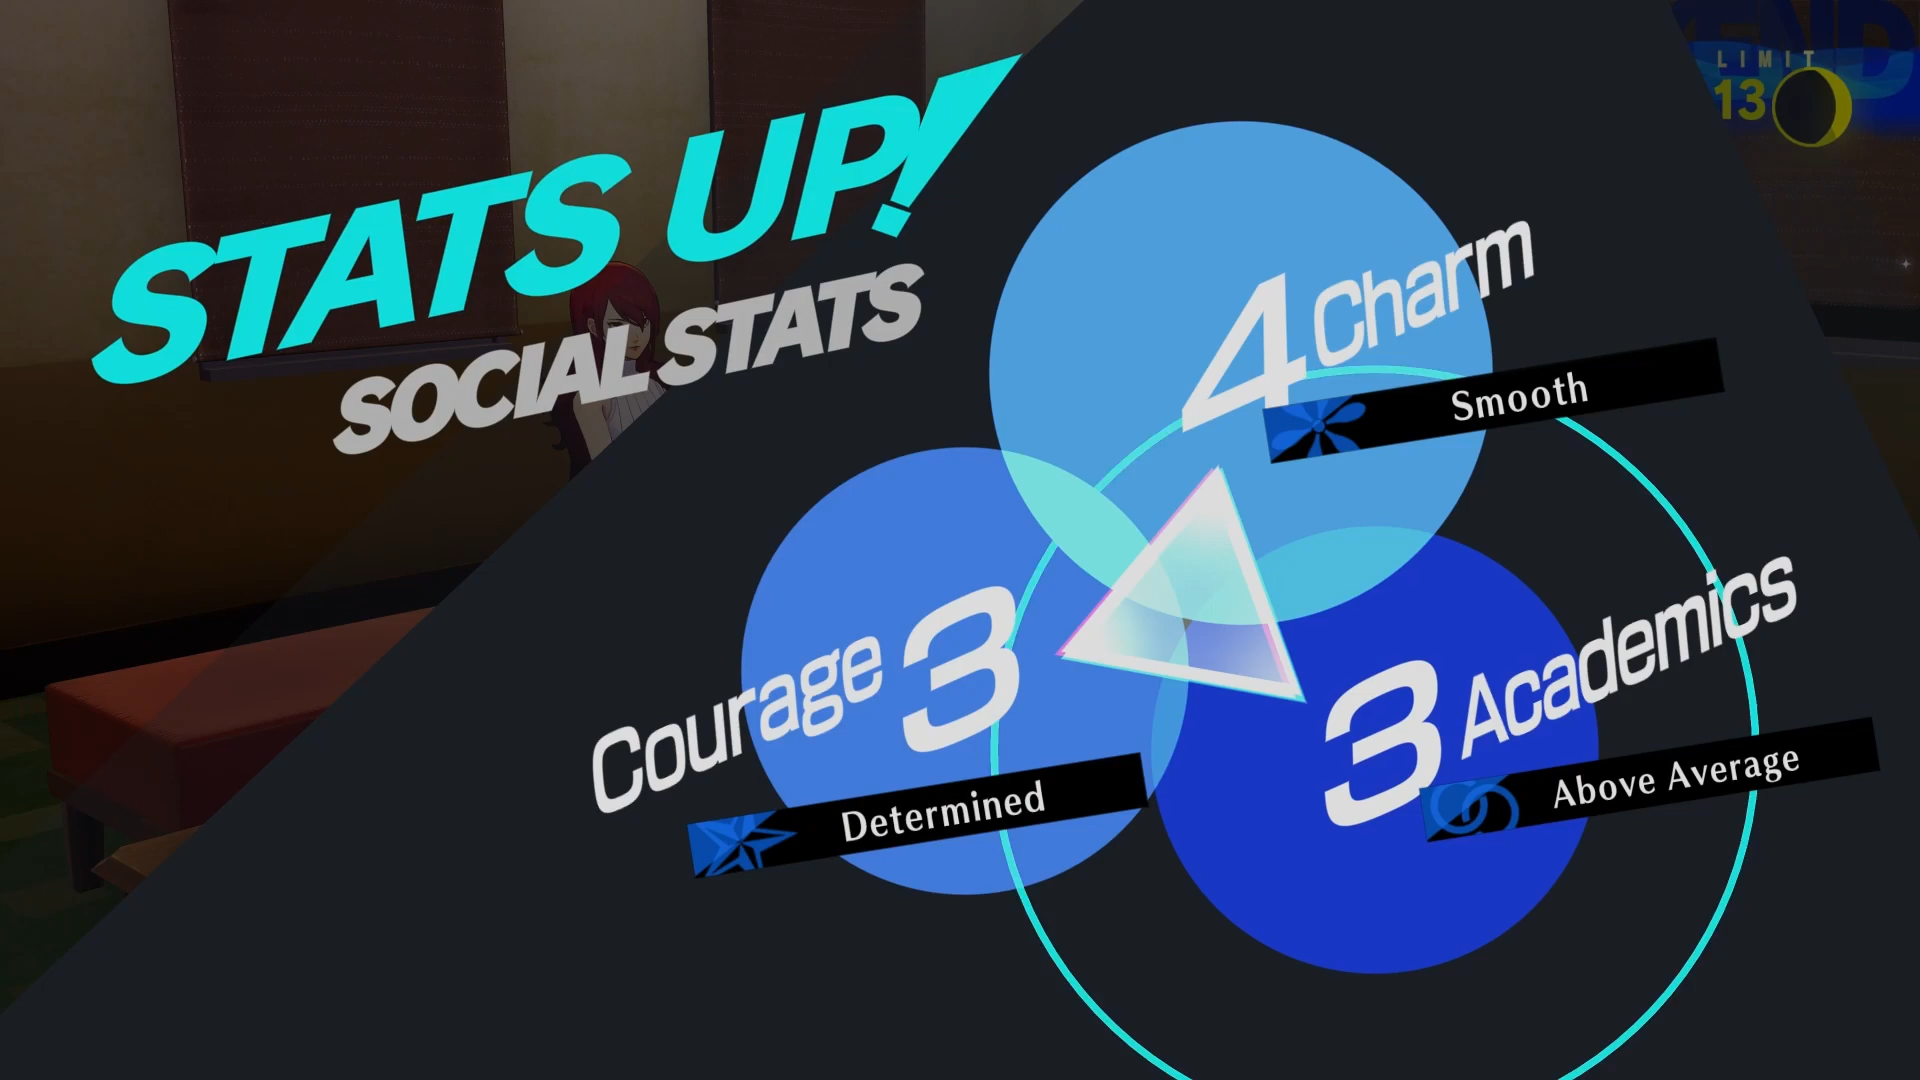 LIMIT
13
STATS UP!
SOCIAL STATS
4 Charm
Smooth
Courage 3
Determined
3 Academics
Above Average